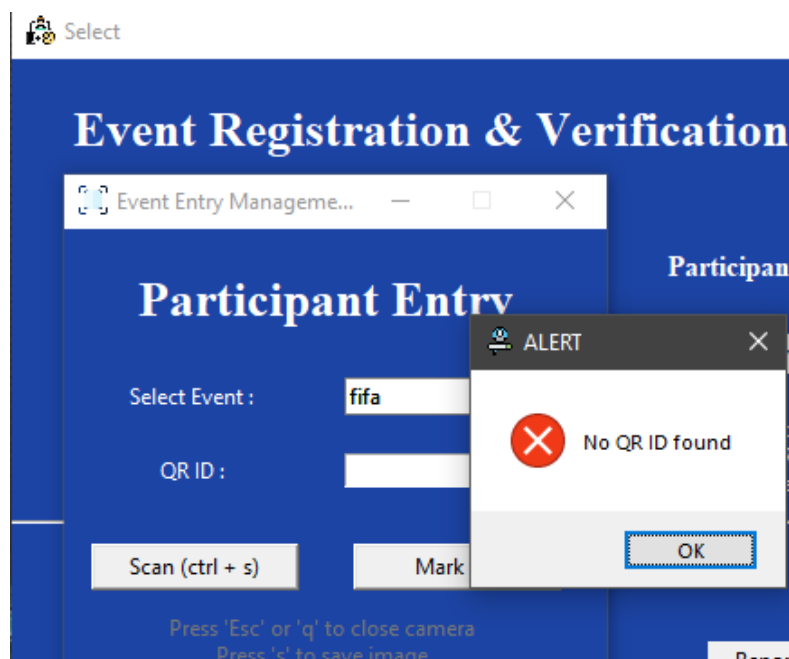 Select
Event Registration & Verification
Event Entry Manageme...
Participant Entry
ALERT
Select Event :
fifa
No QR ID found
QR ID :
OK
Scan (ctrl + s)
Mark
Press 'Esc' or 'q' to close camera
Press 's' to save image